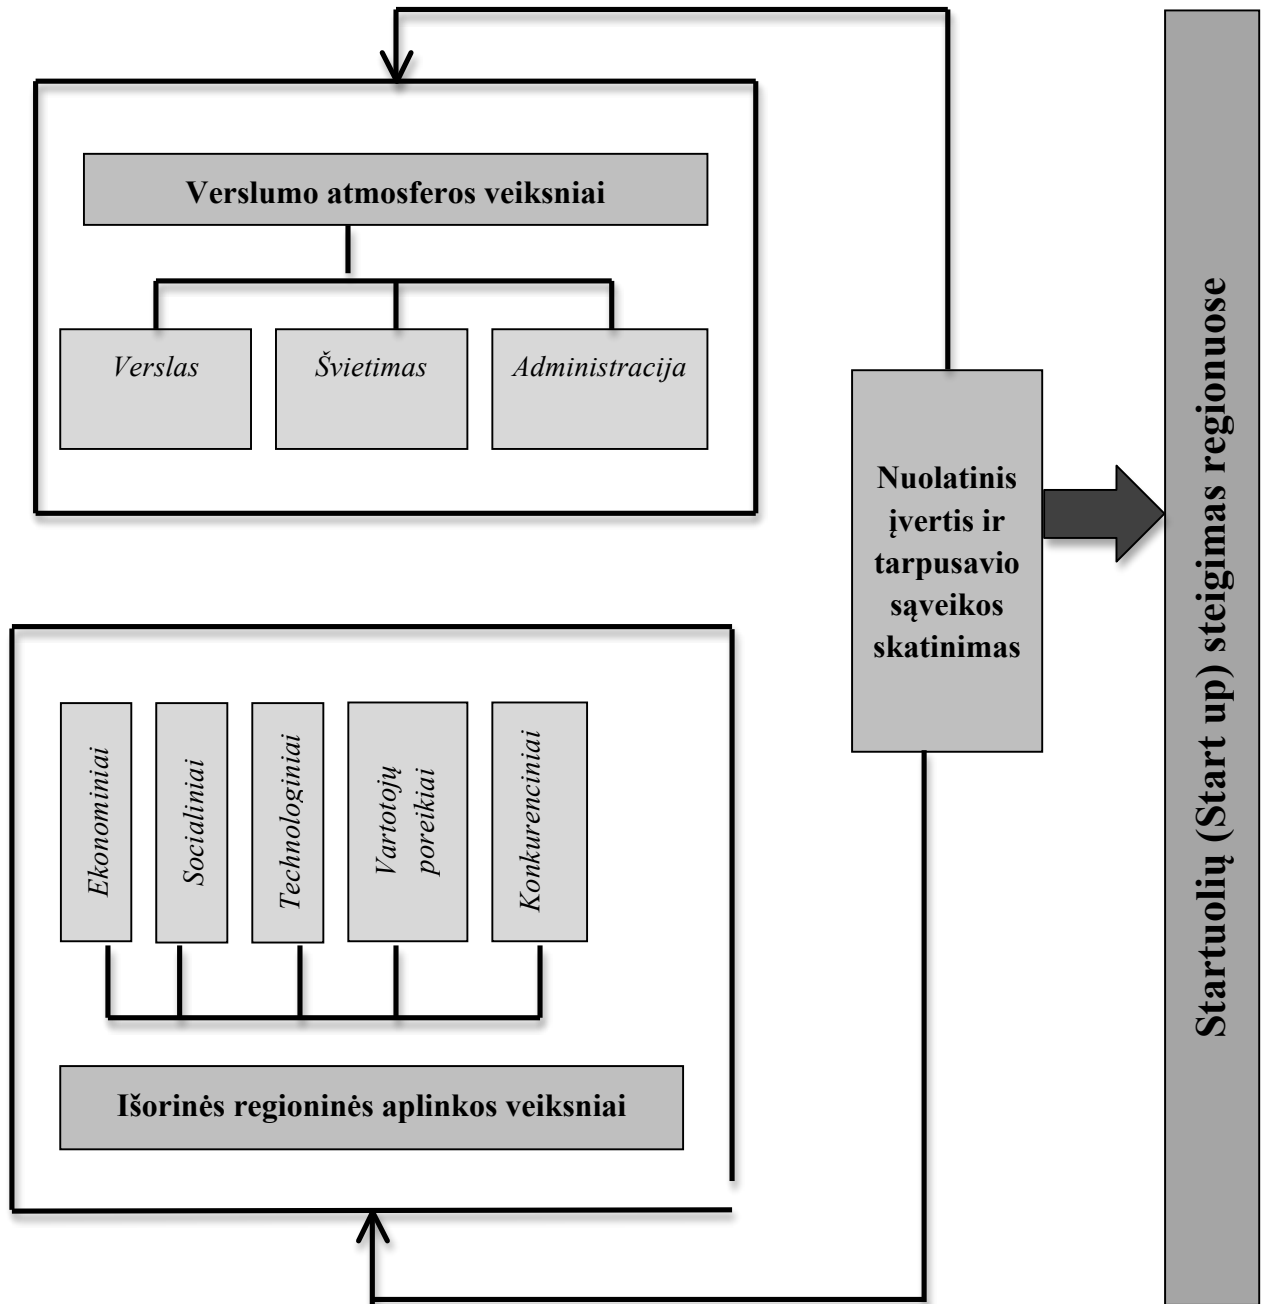 Verslumo atmosferos veiksniai
Verslas
Švietimas
Administracija
Nuolatinis
įvertis ir
tarpusavio
sąveikos
skatinimas
Ekonominiai
Socialiniai
Technologiniai
Vartotojų
poreikiai
Konkurenciniai
Išorinės regioninės aplinkos veiksniai
Startuolių (Start up) steigimas regionuose